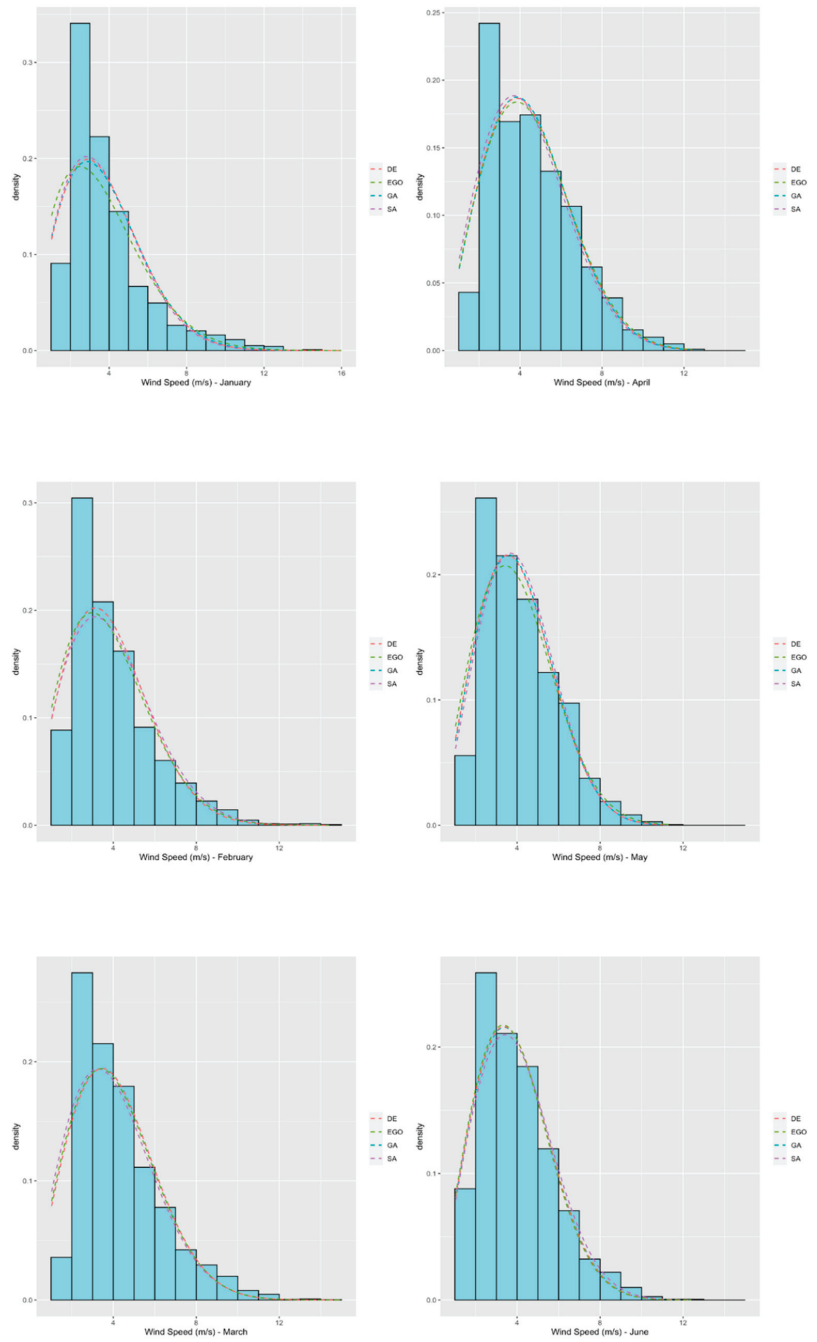 0.3-
0.2-
0.1-
0.0-
density
4
8
12
16
Wind Speed (m/s) - January
DE
EGO
GA
SA
0.25-
0.20-
0.15-
0.10-
0.05-
0.00-
density
4
8
12
Wind Speed (m/s) - April
DE
EGO
GA
SA
0.3-
0.2-
0.1-
0.0-
density
4
8
12
Wind Speed (m/s) - February
DE
EGO
GA
SA
0.2-
0.1-
0.0-
density
4
8
12
Wind Speed (m/s) - May
DE
EGO
GA
SA
0.2-
0.1-
0.0-
density
4
8
12
Wind Speed (m/s) - March
DE
EGO
GA
SA
0.2-
0.1-
0.0-
density
4
8
12
Wind Speed (m/s) - June
DE
EGO
GA
SA